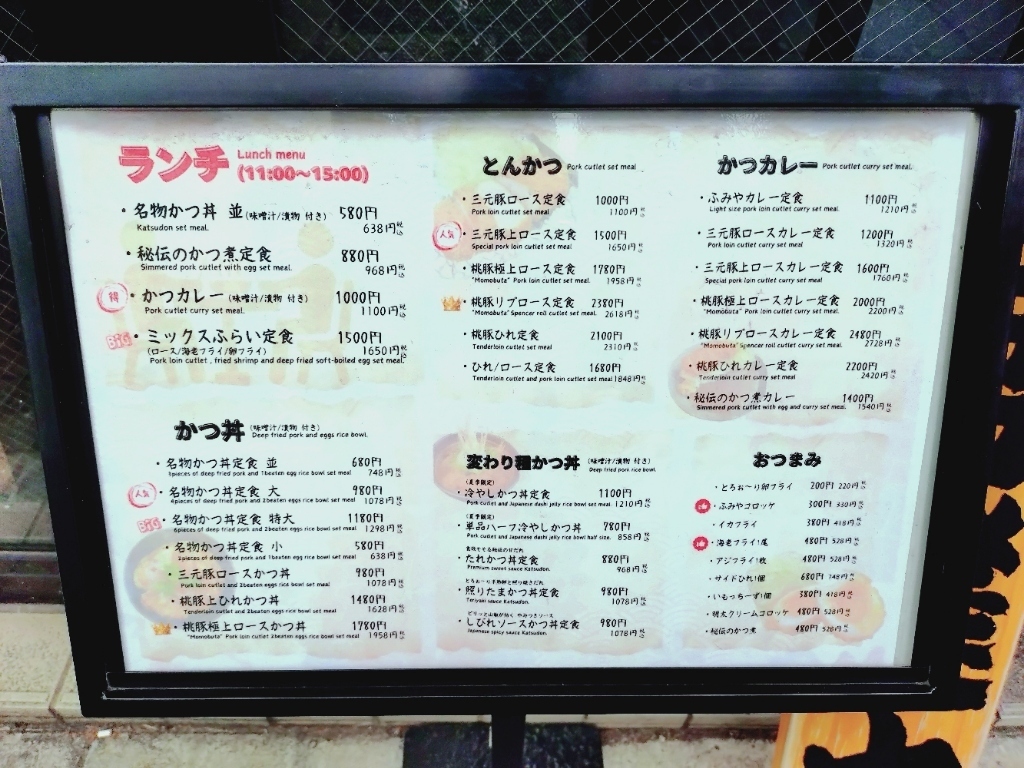 ランチ Lunch menu
(11:00～15:00)
・名物かつ丼 並 (味噌汁/漬物 付き) 580円
Katsudon set meal. 638円税込
・秘伝のかつ煮定食 880円
Simmered pork cutlet with egg set meal. 968円税込
得 ・かつカレー (味噌汁/漬物 付き) 1000円
Pork cutlet curry set meal. 1100円税込
Big ・ミックスふらい定食 1500円
(ロース/海老フライ/卵フライ) 1650円税込
Pork loin cutlet , fried shrimp and deep fried soft-boiled egg set meal.
とんかつ Pork cutlet set meal
・三元豚ロース定食 1000円
Pork loin cutlet set meal. 1100円税込
人気 ・三元豚上ロース定食 1500円
Special pork loin cutlet set meal 1650円税込
・桃豚極上ロース定食 1780円
"Momobuta" Pork loin cutlet set meal. 1958円税込
・桃豚リブロース定食 2380円
"Momobuta" Spencer roll cutlet set meal. 2618円税込
・桃豚ひれ定食 2100円
Tenderloin cutlet set meal 2310円税込
・ひれ/ロース定食 1680円
Tenderloin cutlet and pork loin cutlet set meal 1848円税込
かつカレー Pork cutlet curry set meal.
・ふみやカレー定食 1100円
Light size pork loin cutlet curry set meal. 1210円税込
・三元豚ロースカレー定食 1200円
Pork loin cutlet curry set meal. 1320円税込
・三元豚上ロースカレー定食 1600円
Special pork loin cutlet curry set meal. 1760円税込
・桃豚極上ロースカレー定食 2000円
"Momobuta" Pork loin cutlet curry set meal. 2200円税込
・桃豚リブロースカレー定食 2480円
"Momobuta" Spencer roll cutlet curry set meal. 2728円税込
・桃豚ひれカレー定食 2200円
Tenderloin cutlet curry set meal 2420円税込
・秘伝のかつ煮カレー 1400円
Simmered pork cutlet with egg and curry set meal. 1540円税込
かつ丼 (味噌汁/漬物 付き)
Deep fried pork and eggs rice bowl.
・名物かつ丼定食 並 680円
3pieces of deep fried pork and 1beaten egg rice bowl set meal 748円税込
人気 ・名物かつ丼定食 大 980円
4pieces of deep fried pork and 2beaten eggs rice bowl set meal 1078円税込
Big ・名物かつ丼定食 特大 1180円
6pieces of deep fried pork and 2beaten eggs rice bowl set meal. 1298円税込
・名物かつ丼定食 小 580円
2pieces of deep fried pork and 1beaten egg rice bowl set meal 638円税込
・三元豚ロースかつ丼 980円
Pork loin cutlet and 2beaten eggs rice bowl set meal 1078円税込
・桃豚上ひれかつ丼 1480円
Tenderloin cutlet and 2beaten eggs rice bowl set meal 1628円税込
・桃豚極上ロースかつ丼 1780円
"Momobuta" Pork loin cutlet 2beaten eggs rice bowl set meal 1958円税込
変わり種かつ丼 (味噌汁/漬物 付き)
Deep fried pork rice bowl.
(夏季限定)
・冷やしかつ丼定食 1100円
Pork cutlet and Japanese dashi jelly rice bowl set meal. 1210円税込
(夏季限定)
・単品ハーフ冷やしかつ丼 780円
Pork cutlet and Japanese dashi jelly rice bowl half size. 858円税込
・たれかつ丼定食 880円
Premium sweet sauce Katsudon. 968円税込
・照りたまかつ丼定食 980円
Teriyaki sauce Katsudon. 1078円税込
ビリッと山椒が効く やみつきソース
・しびれソースかつ丼定食 980円
Japanese spicy sauce Katsudon. 1078円税込
おつまみ
・とろぉ～り卵フライ 200円 220円税込
・ふみやコロッケ 300円 330円税込
・イカフライ 380円 418円税込
・海老フライ1尾 480円 528円税込
・アジフライ1枚 480円 528円税込
・サイドひれ1個 680円 748円税込
・いもっちーず1個 380円 418円税込
・明太クリームコロッケ 480円 528円税込
・秘伝のかつ煮 480円 528円税込